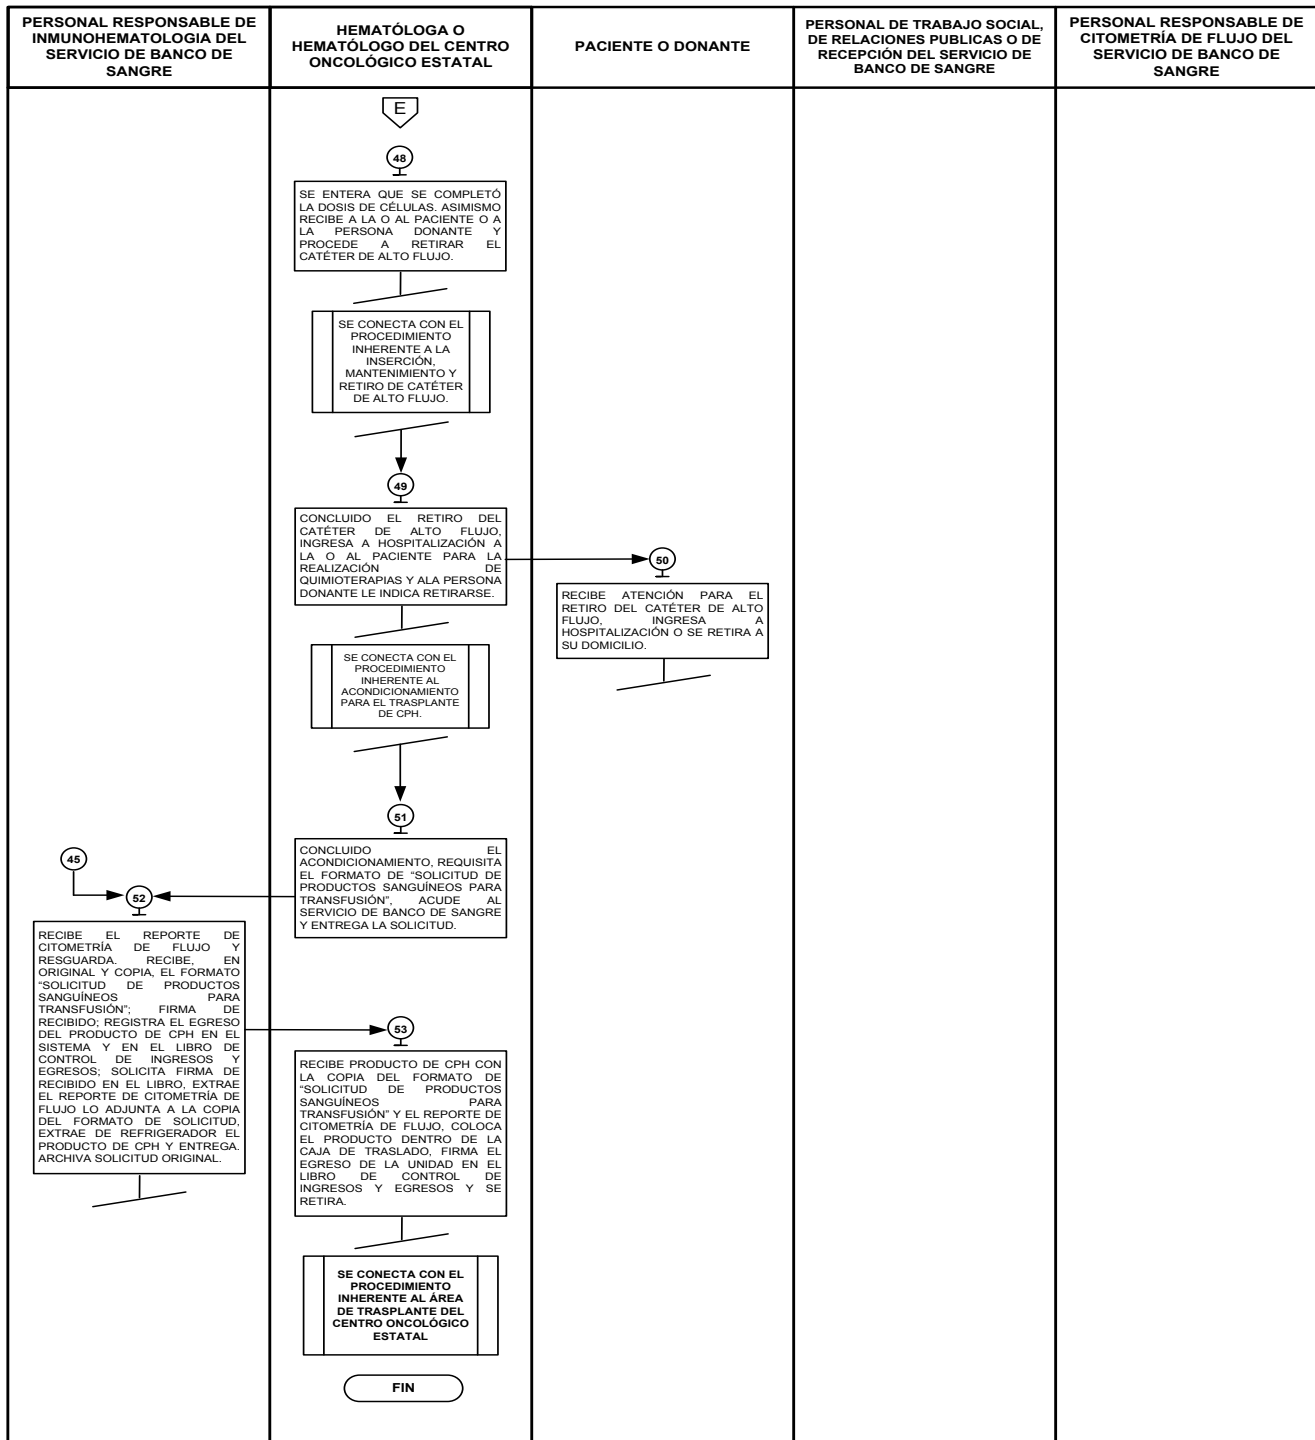 PERSONAL RESPONSABLE DE
INMUNOHEMATOLOGIA DEL
SERVICIO DE BANCO DE
SANGRE
HEMATÓLOGA O
HEMATÓLOGO DEL CENTRO
ONCOLÓGICO ESTATAL
PACIENTE O DONANTE
PERSONAL DE TRABAJO SOCIAL,
DE RELACIONES PUBLICAS O DE
RECEPCIÓN DEL SERVICIO DE
BANCO DE SANGRE
PERSONAL RESPONSABLE DE
CITOMETRÍA DE FLUJO DEL
SERVICIO DE BANCO DE
SANGRE
E
48
SE ENTERA QUE SE COMPLETÓ
LA DOSIS DE CÉLULAS. ASIMISMO
RECIBE A LA O AL PACIENTE O A
LA PERSONA DONANTE Y
PROCEDE A RETIRAR EL
CATÉTER DE ALTO FLUJO.
SE CONECTA CON EL
PROCEDIMIENTO
INHERENTE A LA
INSERCIÓN,
MANTENIMIENTO Y
RETIRO DE CATÉTER
DE ALTO FLUJO.
49
CONCLUIDO EL RETIRO DEL
CATÉTER DE ALTO FLUJO,
INGRESA A HOSPITALIZACIÓN A
LA O AL PACIENTE PARA LA
REALIZACIÓN DE
QUIMIOTERAPIAS Y ALA PERSONA
DONANTE LE INDICA RETIRARSE.
50
RECIBE ATENCIÓN PARA EL
RETIRO DEL CATÉTER DE ALTO
FLUJO, INGRESA A
HOSPITALIZACIÓN O SE RETIRA A
SU DOMICILIO.
SE CONECTA CON EL
PROCEDIMIENTO
INHERENTE AL
ACONDICIONAMIENTO
PARA EL TRASPLANTE
DE CPH.
51
CONCLUIDO EL
ACONDICIONAMIENTO, REQUISITA
EL FORMATO DE “SOLICITUD DE
PRODUCTOS SANGUÍNEOS PARA
TRANSFUSIÓN”, ACUDE AL
SERVICIO DE BANCO DE SANGRE
Y ENTREGA LA SOLICITUD.
45
52
RECIBE EL REPORTE DE
CITOMETRÍA DE FLUJO Y
RESGUARDA. RECIBE, EN
ORIGINAL Y COPIA, EL FORMATO
“SOLICITUD DE PRODUCTOS
SANGUÍNEOS PARA
TRANSFUSIÓN”; FIRMA DE
RECIBIDO; REGISTRA EL EGRESO
DEL PRODUCTO DE CPH EN EL
SISTEMA Y EN EL LIBRO DE
CONTROL DE INGRESOS Y
EGRESOS; SOLICITA FIRMA DE
RECIBIDO EN EL LIBRO, EXTRAE
EL REPORTE DE CITOMETRÍA DE
FLUJO LO ADJUNTA A LA COPIA
DEL FORMATO DE SOLICITUD,
EXTRAE DE REFRIGERADOR EL
PRODUCTO DE CPH Y ENTREGA.
ARCHIVA SOLICITUD ORIGINAL.
53
RECIBE PRODUCTO DE CPH CON
LA COPIA DEL FORMATO DE
“SOLICITUD DE PRODUCTOS
SANGUÍNEOS PARA
TRANSFUSIÓN” Y EL REPORTE DE
CITOMETRÍA DE FLUJO, COLOCA
EL PRODUCTO DENTRO DE LA
CAJA DE TRASLADO, FIRMA EL
EGRESO DE LA UNIDAD EN EL
LIBRO DE CONTROL DE
INGRESOS Y EGRESOS Y SE
RETIRA.
SE CONECTA CON EL
PROCEDIMIENTO
INHERENTE AL ÁREA
DE TRASPLANTE DEL
CENTRO ONCOLÓGICO
ESTATAL
FIN